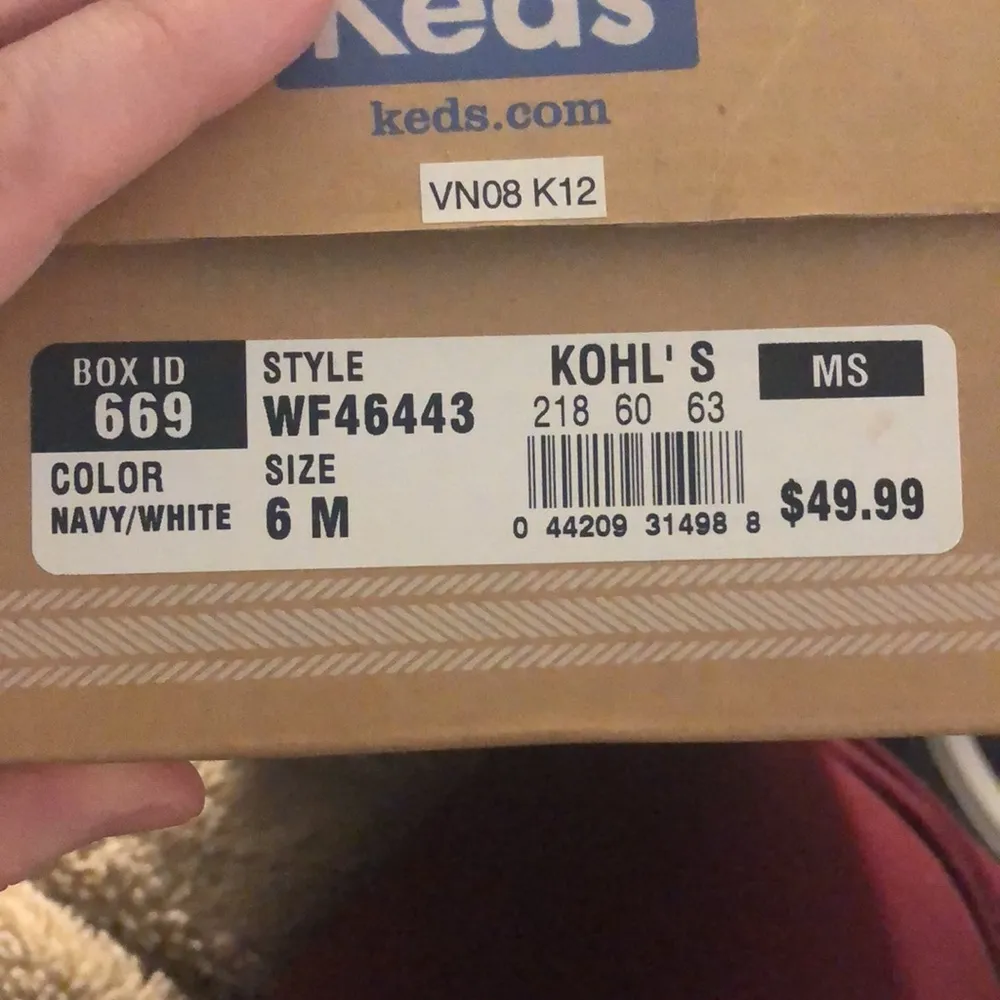 Keds
keds.com
VN08 K12
BOX ID
669
COLOR
NAVY/WHITE
STYLE
WF46443
SIZE
6 M
KOHL' S
218 60 63
0 44209 31498 8
MS
$49.99